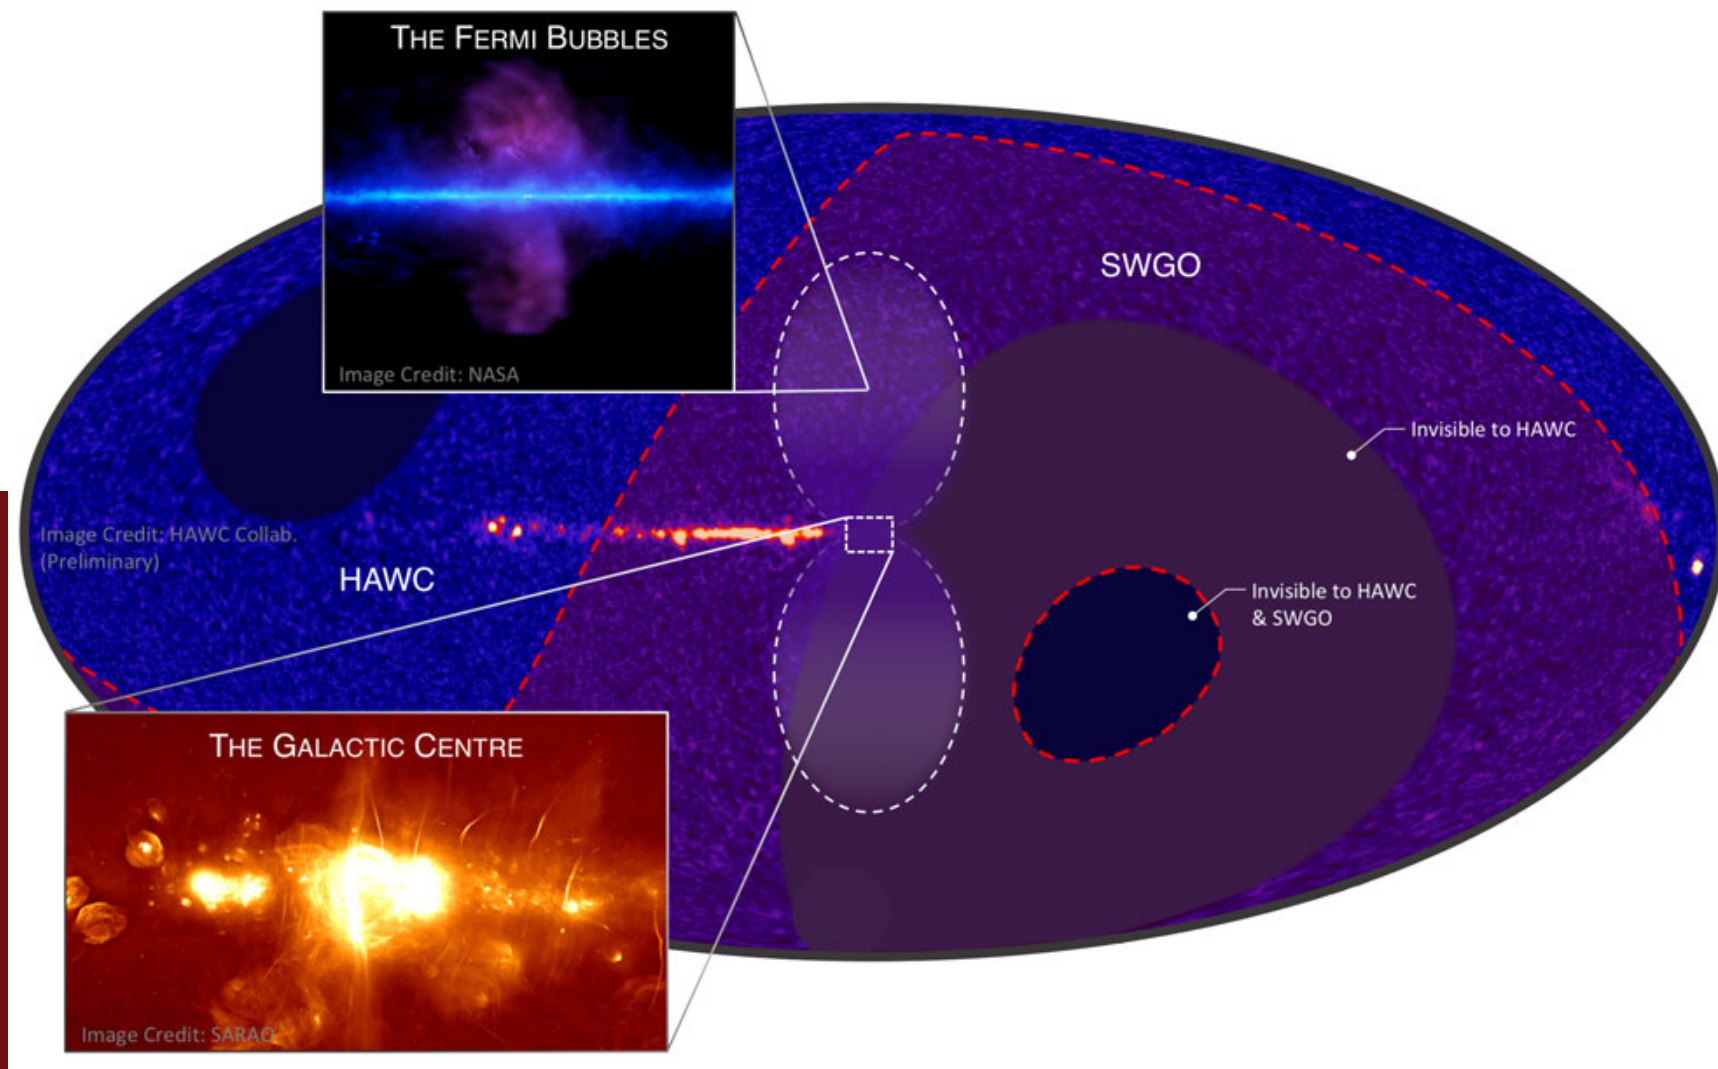 THE FERMI BUBBLES
Image Credit: NASA
SWGO
Invisible to HAWC
Image Credit: HAWC Collab.
(Preliminary)
HAWC
Invisible to HAWC
& SWGO
THE GALACTIC CENTRE
Image Credit: SARAO